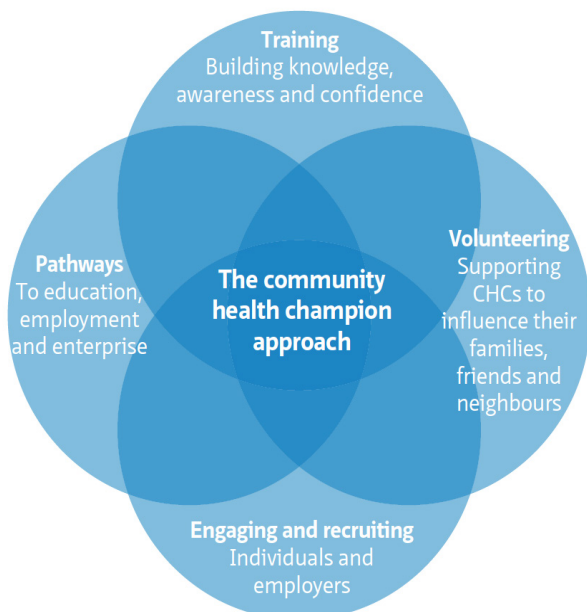 Training
Building knowledge,
awareness and confidence
Pathways
To education,
employment
and enterprise
The community
health champion
approach
Volunteering
Supporting
CHCs to
influence their
families,
friends and
neighbours
Engaging and recruiting
Individuals and
employers